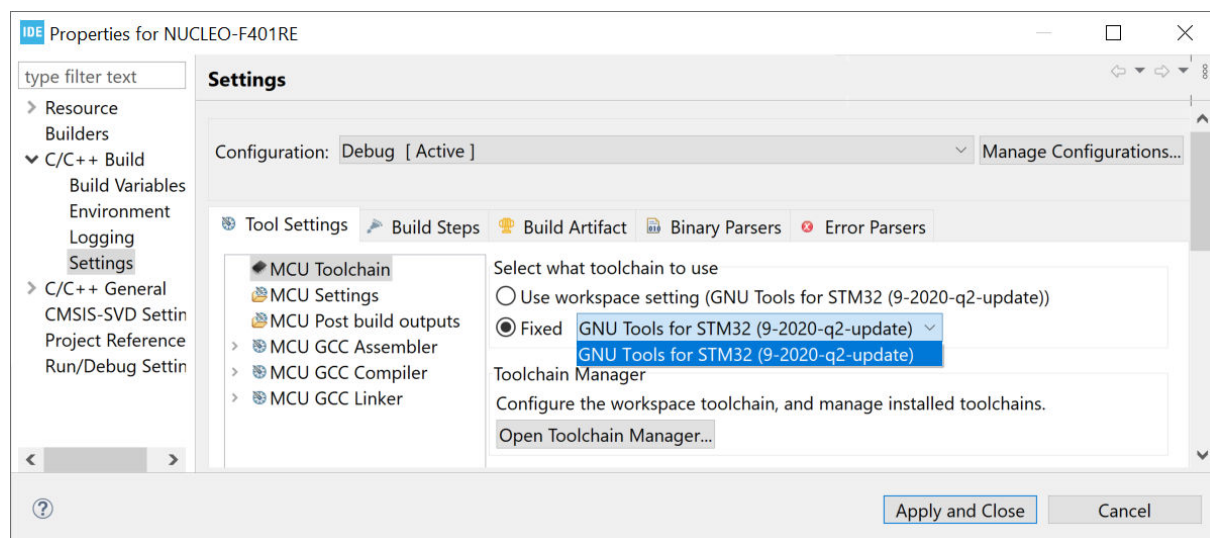 IDE Properties for NUCLEO-F401RE
type filter text
Settings
Resource
Builders
C/C++ Build
Build Variables
Environment
Logging
Settings
C/C++ General
CMSIS-SVD Settin
Project Reference
Run/Debug Settin
Configuration: Debug [ Active ] Manage Configurations...
Tool Settings Build Steps Build Artifact Binary Parsers Error Parsers
MCU Toolchain
MCU Settings
MCU Post build outputs
MCU GCC Assembler
MCU GCC Compiler
MCU GCC Linker
Select what toolchain to use
Use workspace setting (GNU Tools for STM32 (9-2020-q2-update))
Fixed GNU Tools for STM32 (9-2020-q2-update)
GNU Tools for STM32 (9-2020-q2-update)
Toolchain Manager
Configure the workspace toolchain, and manage installed toolchains.
Open Toolchain Manager...
Apply and Close Cancel